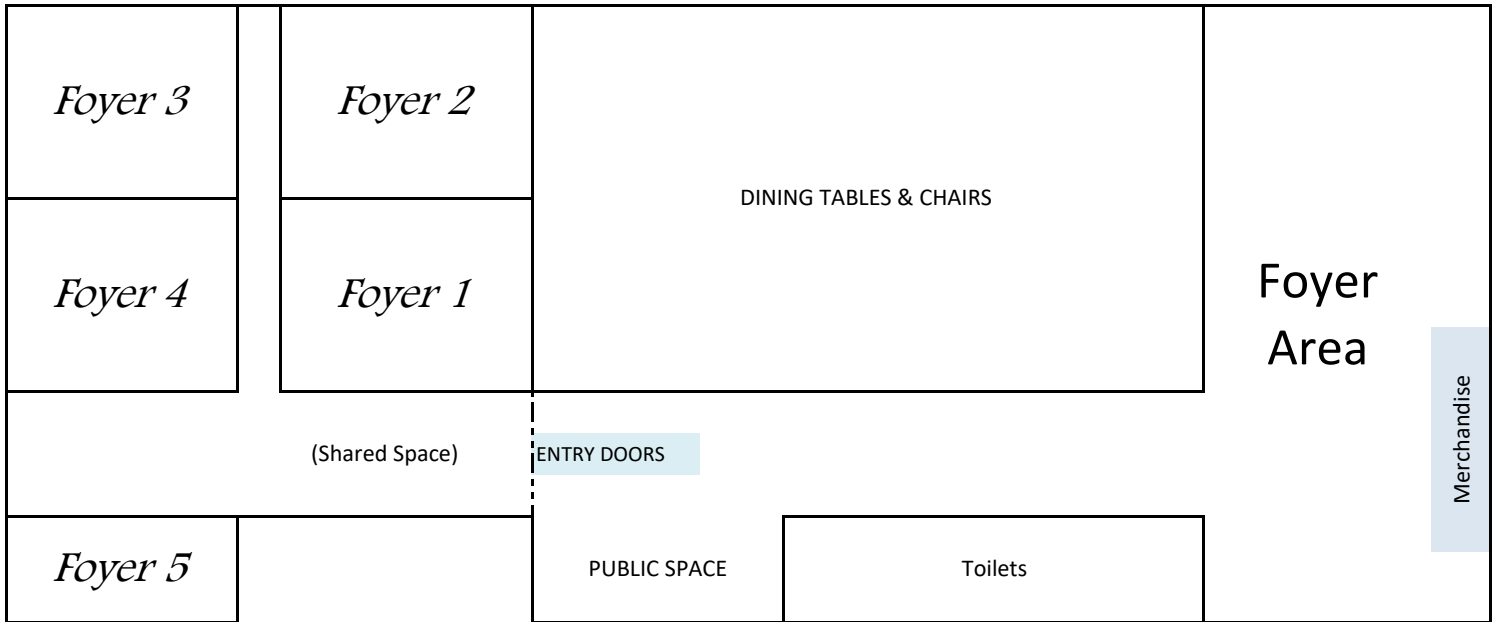 Foyer 3
Foyer 2
DINING TABLES & CHAIRS
Foyer 4
Foyer 1
Foyer
Area
Merchandise
(Shared Space)
ENTRY DOORS
Foyer 5
PUBLIC SPACE
Toilets